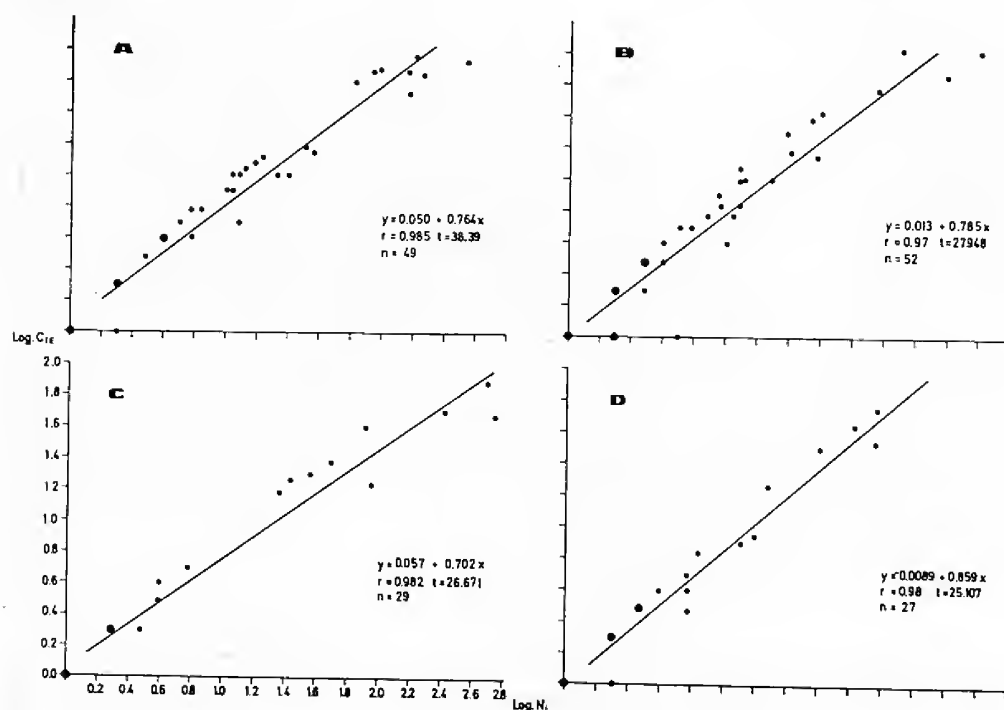 A
y = 0.050 + 0.764x
r = 0.985 t = 38.39
n = 49
B
y = 0.013 + 0.785x
r = 0.97 t = 27.948
n = 52
Log. C_TE
C
2.0
1.8
1.6
1.4
1.2
1.0
0.8
0.6
0.4
0.2
0.0
y = 0.057 + 0.702x
r = 0.982 t = 26.671
n = 29
0.2 0.4 0.6 0.8 1.0 1.2 1.4 1.6 1.8 2.0 2.2 2.4 2.6 2.8
D
y = -0.0089 + 0.859x
r = 0.98 t = 25.107
n = 27
Log. N_i